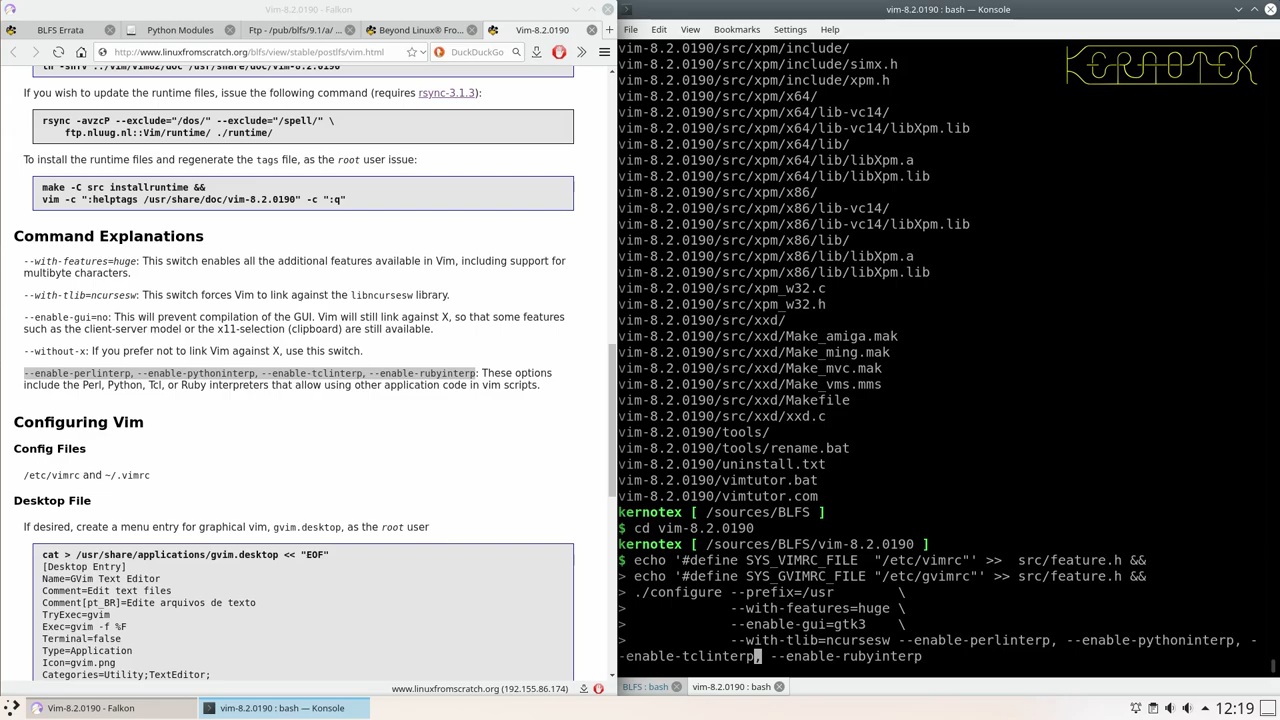 Vim-8.2.0190 - Falkon
BLFS Errata
Python Modules
Ftp - /pub/blfs/9.1/a/ ...
Beyond Linux® Fro...
Vim-8.2.0190
http://www.linuxfromscratch.org/blfs/view/stable/postlfs/vim.html
DuckDuckGo
ln -snfv ../vim/vim82/doc /usr/share/doc/vim-8.2.0190
If you wish to update the runtime files, issue the following command (requires rsync-3.1.3):
rsync -avzcP --exclude="/dos/" --exclude="/spell/" \
ftp.nluug.nl::Vim/runtime/ ./runtime/
To install the runtime files and regenerate the tags file, as the root user issue:
make -C src installruntime &&
vim -c ":helptags /usr/share/doc/vim-8.2.0190" -c ":q"
Command Explanations
--with-features=huge: This switch enables all the additional features available in Vim, including support for
multibyte characters.
--with-tlib=ncursesw: This switch forces Vim to link against the libncursesw library.
--enable-gui=no: This will prevent compilation of the GUI. Vim will still link against X, so that some features
such as the client-server model or the x11-selection (clipboard) are still available.
--without-x: If you prefer not to link Vim against X, use this switch.
--enable-perlinterp, --enable-pythoninterp, --enable-tclinterp, --enable-rubyinterp: These options
include the Perl, Python, Tcl, or Ruby interpreters that allow using other application code in vim scripts.
Configuring Vim
Config Files
/etc/vimrc and ~/.vimrc
Desktop File
If desired, create a menu entry for graphical vim, gvim.desktop, as the root user
cat > /usr/share/applications/gvim.desktop << "EOF"
[Desktop Entry]
Name=GVim Text Editor
Comment=Edit text files
Comment[pt_BR]=Edite arquivos de texto
TryExec=gvim
Exec=gvim -f %F
Terminal=false
Type=Application
Icon=gvim.png
Categories=Utility;TextEditor;
www.linuxfromscratch.org (192.155.86.174)
vim-8.2.0190 : bash — Konsole
File Edit View Bookmarks Settings Help
KERNOTEX
vim-8.2.0190/src/xpm/include/
vim-8.2.0190/src/xpm/include/simx.h
vim-8.2.0190/src/xpm/include/xpm.h
vim-8.2.0190/src/xpm/x64/
vim-8.2.0190/src/xpm/x64/lib-vc14/
vim-8.2.0190/src/xpm/x64/lib-vc14/libXpm.lib
vim-8.2.0190/src/xpm/x64/lib/
vim-8.2.0190/src/xpm/x64/lib/libXpm.a
vim-8.2.0190/src/xpm/x64/lib/libXpm.lib
vim-8.2.0190/src/xpm/x86/
vim-8.2.0190/src/xpm/x86/lib-vc14/
vim-8.2.0190/src/xpm/x86/lib-vc14/libXpm.lib
vim-8.2.0190/src/xpm/x86/lib/
vim-8.2.0190/src/xpm/x86/lib/libXpm.a
vim-8.2.0190/src/xpm/x86/lib/libXpm.lib
vim-8.2.0190/src/xpm_w32.c
vim-8.2.0190/src/xpm_w32.h
vim-8.2.0190/src/xxd/
vim-8.2.0190/src/xxd/Make_amiga.mak
vim-8.2.0190/src/xxd/Make_ming.mak
vim-8.2.0190/src/xxd/Make_mvc.mak
vim-8.2.0190/src/xxd/Make_vms.mms
vim-8.2.0190/src/xxd/Makefile
vim-8.2.0190/src/xxd/xxd.c
vim-8.2.0190/tools/
vim-8.2.0190/tools/rename.bat
vim-8.2.0190/uninstall.txt
vim-8.2.0190/vimtutor.bat
vim-8.2.0190/vimtutor.com
kernotex [ /sources/BLFS ]
$ cd vim-8.2.0190
kernotex [ /sources/BLFS/vim-8.2.0190 ]
$ echo '#define SYS_VIMRC_FILE  "/etc/vimrc"' >>  src/feature.h &&
> echo '#define SYS_GVIMRC_FILE "/etc/gvimrc"' >> src/feature.h &&
> ./configure --prefix=/usr \
> --with-features=huge \
> --enable-gui=gtk3 \
> --with-tlib=ncursesw --enable-perlinterp, --enable-pythoninterp, -
-enable-tclinterp, --enable-rubyinterp
BLFS : bash
vim-8.2.0190 : bash
Vim-8.2.0190 - Falkon
vim-8.2.0190 : bash — Konsole
12:19